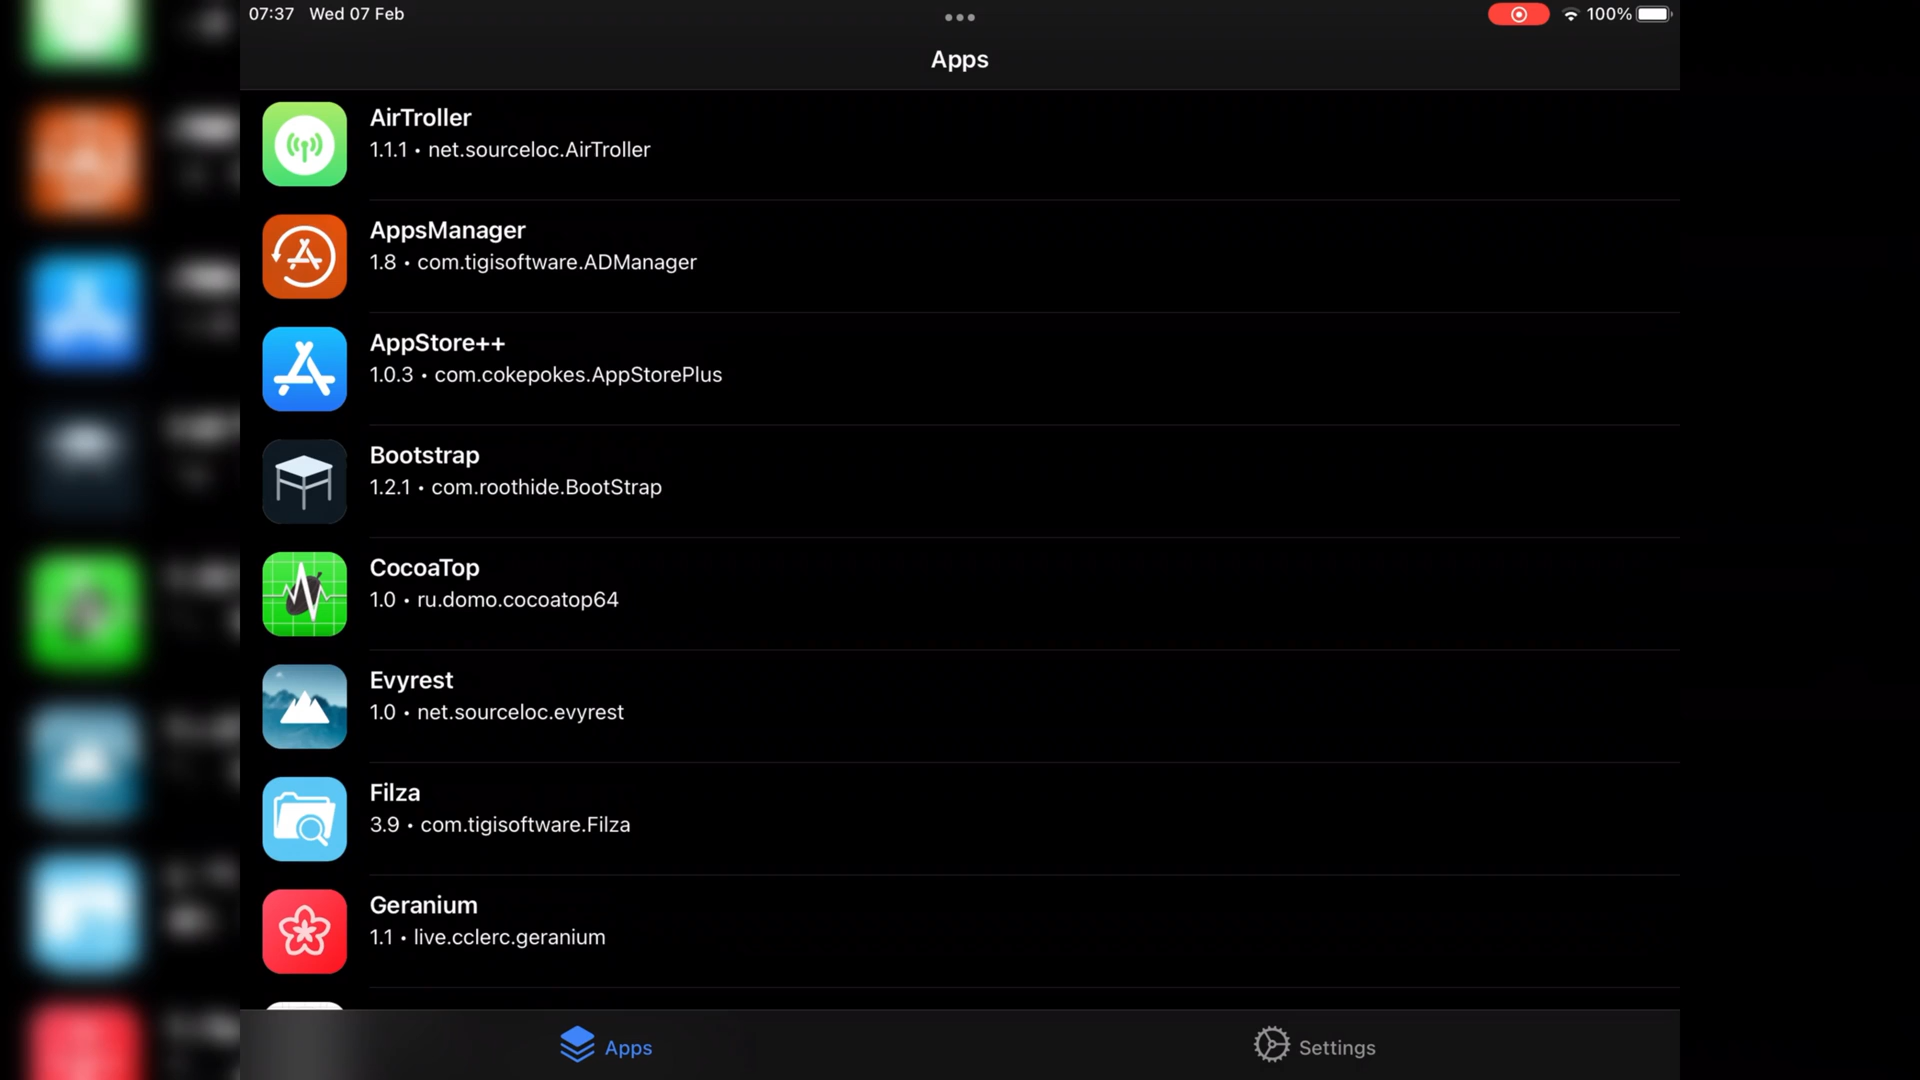 07:37 Wed 07 Feb
100%
Apps
AirTroller
1.1.1 • net.sourceloc.AirTroller
AppsManager
1.8 • com.tigisoftware.ADManager
AppStore++
1.0.3 • com.cokepokes.AppStorePlus
Bootstrap
1.2.1 • com.roothide.BootStrap
CocoaTop
1.0 • ru.domo.cocoatop64
Evyrest
1.0 • net.sourceloc.evyrest
Filza
3.9 • com.tigisoftware.Filza
Geranium
1.1 • live.cclerc.geranium
Apps
Settings